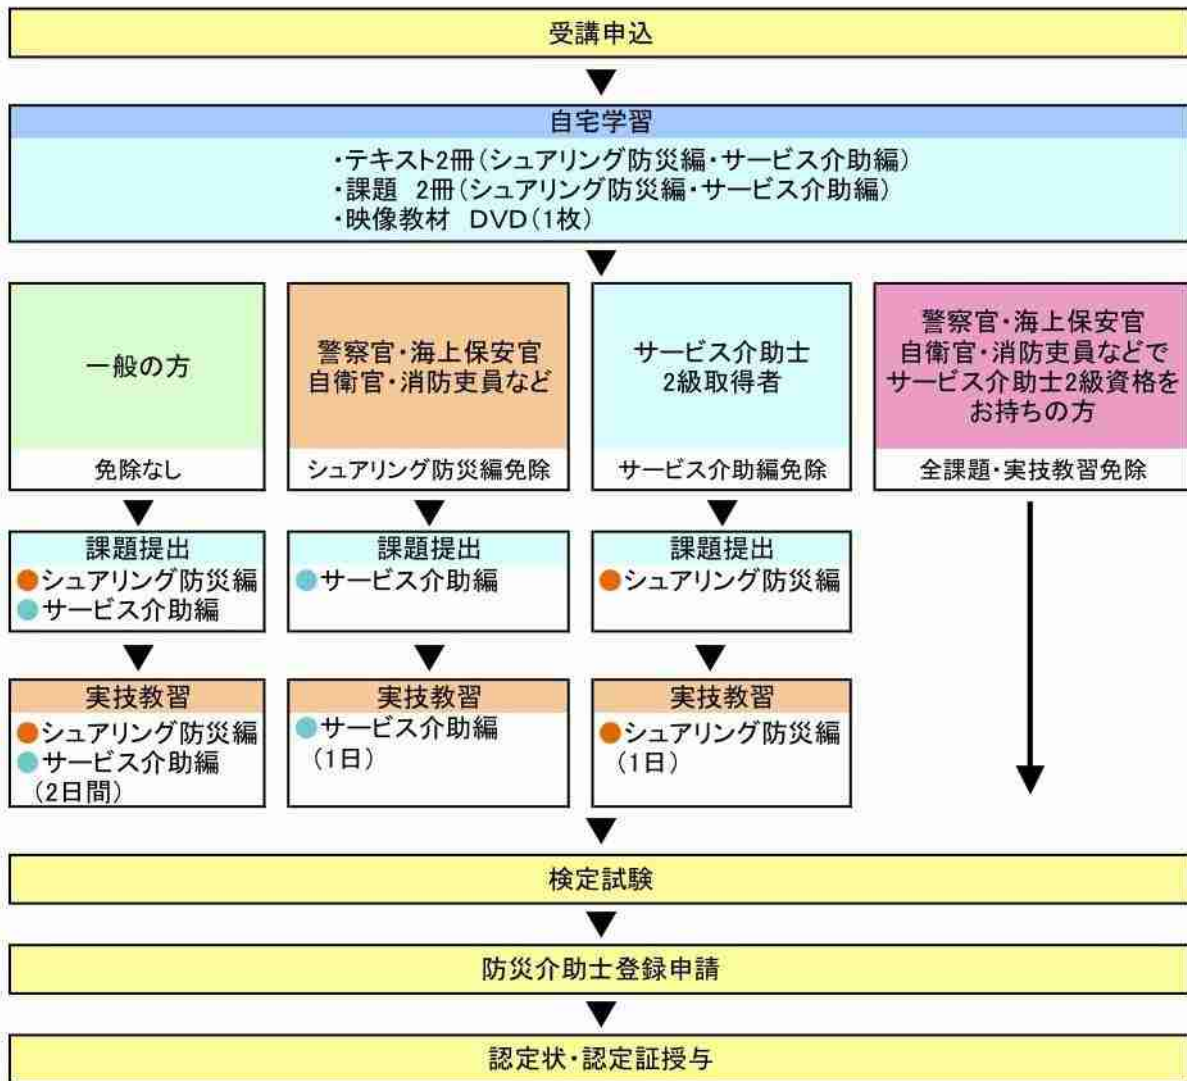 受講申込
自宅学習
・テキスト2冊(シュアリング防災編・サービス介助編)
・課題 2冊(シュアリング防災編・サービス介助編)
・映像教材 DVD(1枚)
一般の方
免除なし
警察官・海上保安官
自衛官・消防吏員など
シュアリング防災編免除
サービス介助士
2級取得者
サービス介助編免除
警察官・海上保安官
自衛官・消防吏員などで
サービス介助士2級資格を
お持ちの方
全課題・実技教習免除
課題提出
●シュアリング防災編
●サービス介助編
課題提出
●サービス介助編
課題提出
●シュアリング防災編
実技教習
●シュアリング防災編
●サービス介助編
(2日間)
実技教習
●サービス介助編
(1日)
実技教習
●シュアリング防災編
(1日)
検定試験
防災介助士登録申請
認定状・認定証授与